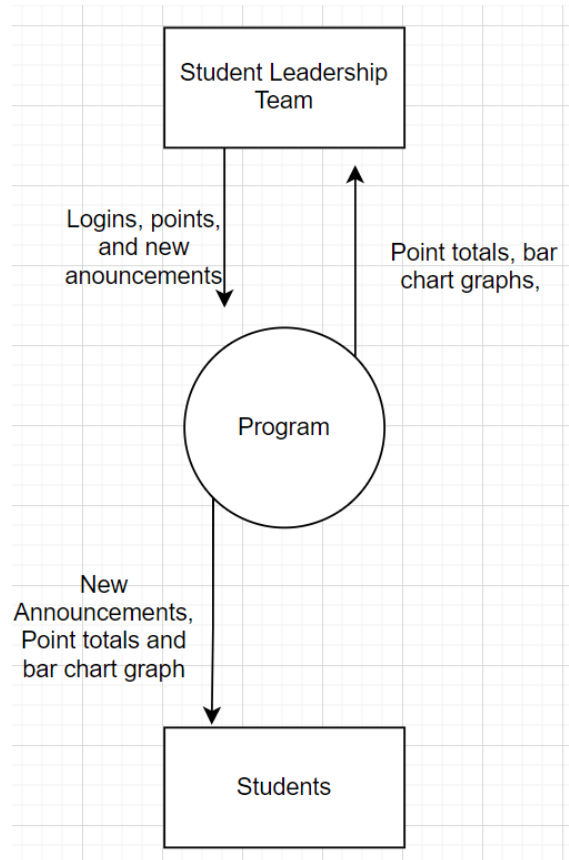 Student Leadership
Team
Logins, points,
and new
anouncements
Point totals, bar
chart graphs,
Program
New
Announcements,
Point totals and
bar chart graph
Students